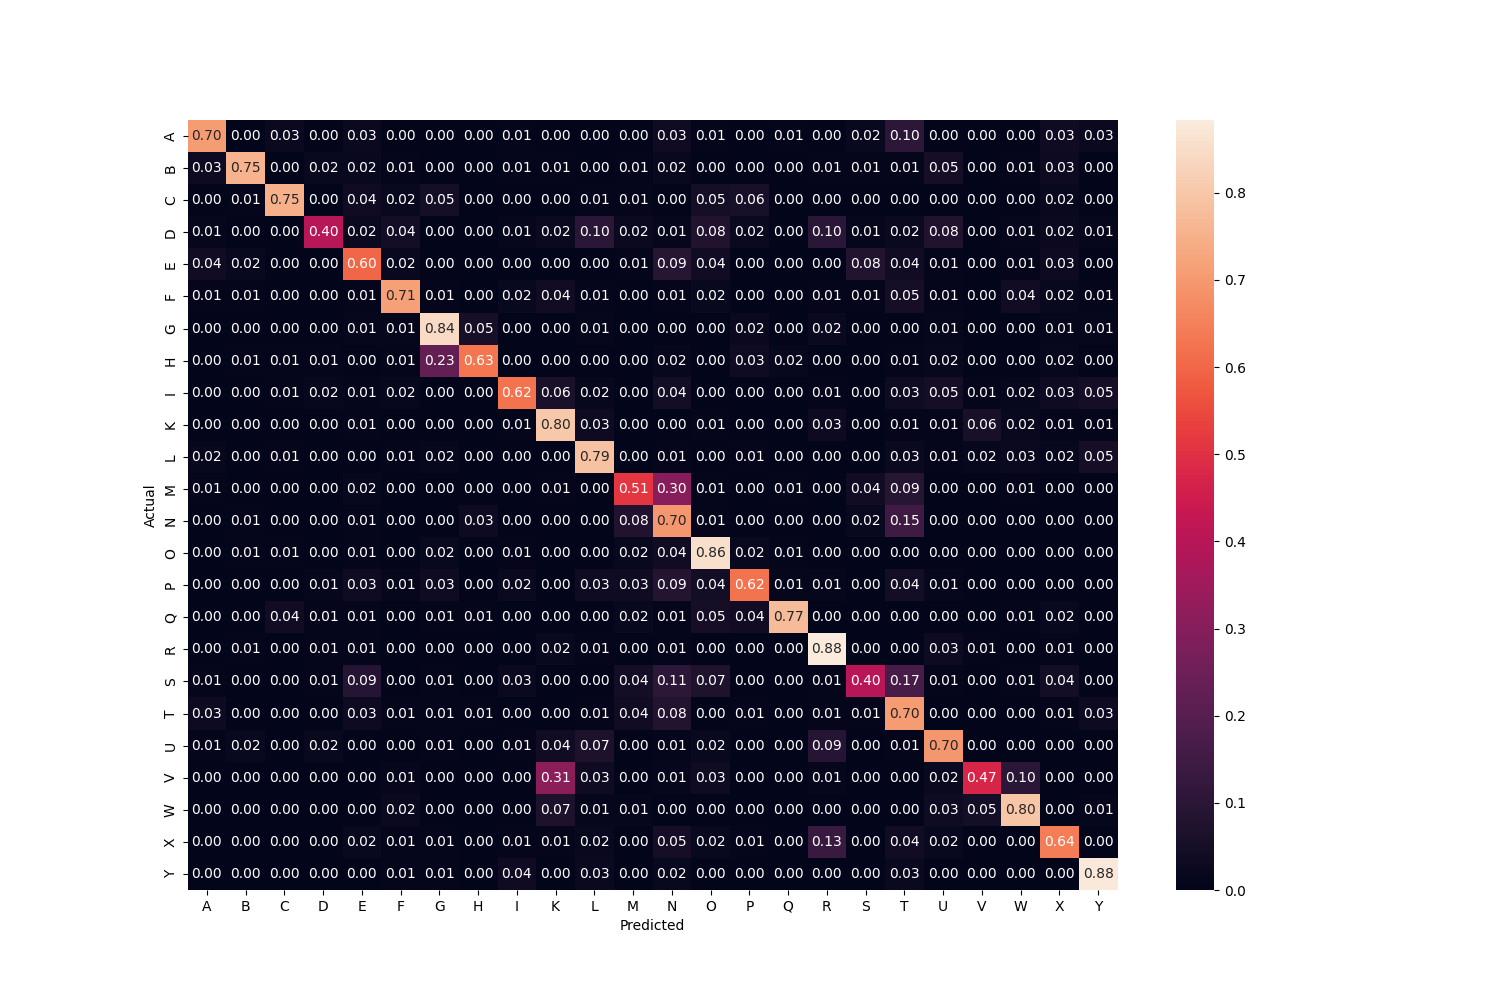 A 0.70 0.00 0.03 0.00 0.03 0.00 0.00 0.00 0.01 0.00 0.00 0.00 0.03 0.01 0.00 0.01 0.00 0.02 0.10 0.00 0.00 0.00 0.03 0.03
B 0.03 0.75 0.00 0.02 0.02 0.01 0.00 0.00 0.01 0.01 0.00 0.01 0.02 0.00 0.00 0.00 0.01 0.01 0.01 0.05 0.00 0.01 0.03 0.00
C 0.00 0.01 0.75 0.00 0.04 0.02 0.05 0.00 0.00 0.00 0.01 0.01 0.00 0.05 0.06 0.00 0.00 0.00 0.00 0.00 0.00 0.00 0.02 0.00
D 0.01 0.00 0.00 0.40 0.02 0.04 0.00 0.00 0.01 0.02 0.10 0.02 0.01 0.08 0.02 0.00 0.10 0.01 0.02 0.08 0.00 0.01 0.02 0.01
E 0.04 0.02 0.00 0.00 0.60 0.02 0.00 0.00 0.00 0.00 0.00 0.01 0.09 0.04 0.00 0.00 0.00 0.08 0.04 0.01 0.00 0.01 0.03 0.00
F 0.01 0.01 0.00 0.00 0.01 0.71 0.01 0.00 0.02 0.04 0.01 0.00 0.01 0.02 0.00 0.00 0.01 0.01 0.05 0.01 0.00 0.04 0.02 0.01
G 0.00 0.00 0.00 0.00 0.01 0.01 0.84 0.05 0.00 0.00 0.01 0.00 0.00 0.00 0.02 0.00 0.02 0.00 0.00 0.01 0.00 0.00 0.01 0.01
H 0.00 0.01 0.01 0.01 0.00 0.01 0.23 0.63 0.00 0.00 0.00 0.00 0.02 0.00 0.03 0.02 0.00 0.00 0.01 0.02 0.00 0.00 0.02 0.00
I 0.00 0.00 0.01 0.02 0.01 0.02 0.00 0.00 0.62 0.06 0.02 0.00 0.04 0.00 0.00 0.00 0.01 0.00 0.03 0.05 0.01 0.02 0.03 0.05
K 0.00 0.00 0.00 0.00 0.01 0.00 0.00 0.00 0.01 0.80 0.03 0.00 0.00 0.01 0.00 0.00 0.03 0.00 0.01 0.01 0.06 0.02 0.01 0.01
L 0.02 0.00 0.01 0.00 0.00 0.01 0.02 0.00 0.00 0.00 0.79 0.00 0.01 0.00 0.01 0.00 0.00 0.00 0.03 0.01 0.02 0.03 0.02 0.05
M 0.01 0.00 0.00 0.00 0.02 0.00 0.00 0.00 0.00 0.01 0.00 0.51 0.30 0.01 0.00 0.01 0.00 0.04 0.09 0.00 0.00 0.01 0.00 0.00
N 0.00 0.01 0.00 0.00 0.01 0.00 0.00 0.03 0.00 0.00 0.00 0.08 0.70 0.01 0.00 0.00 0.00 0.02 0.15 0.00 0.00 0.00 0.00 0.00
O 0.00 0.01 0.01 0.00 0.01 0.00 0.02 0.00 0.01 0.00 0.00 0.02 0.04 0.86 0.02 0.01 0.00 0.00 0.00 0.00 0.00 0.00 0.00 0.00
P 0.00 0.00 0.00 0.01 0.03 0.01 0.03 0.00 0.02 0.00 0.03 0.03 0.09 0.04 0.62 0.01 0.01 0.00 0.04 0.01 0.00 0.00 0.00 0.00
Q 0.00 0.00 0.04 0.01 0.01 0.00 0.01 0.01 0.00 0.00 0.00 0.02 0.01 0.05 0.04 0.77 0.00 0.00 0.00 0.00 0.00 0.01 0.02 0.00
R 0.00 0.01 0.00 0.01 0.01 0.00 0.00 0.00 0.00 0.02 0.01 0.00 0.01 0.00 0.00 0.00 0.88 0.00 0.00 0.03 0.01 0.00 0.01 0.00
S 0.01 0.00 0.00 0.01 0.09 0.00 0.01 0.00 0.03 0.00 0.00 0.04 0.11 0.07 0.00 0.00 0.01 0.40 0.17 0.01 0.00 0.01 0.04 0.00
T 0.03 0.00 0.00 0.00 0.03 0.01 0.01 0.01 0.00 0.00 0.01 0.04 0.08 0.00 0.01 0.00 0.01 0.01 0.70 0.00 0.00 0.00 0.01 0.03
U 0.01 0.02 0.00 0.02 0.00 0.00 0.01 0.00 0.01 0.04 0.07 0.00 0.01 0.02 0.00 0.00 0.09 0.00 0.01 0.70 0.00 0.00 0.00 0.00
V 0.00 0.00 0.00 0.00 0.00 0.01 0.00 0.00 0.00 0.31 0.03 0.00 0.01 0.03 0.00 0.00 0.01 0.00 0.00 0.02 0.47 0.10 0.00 0.00
W 0.00 0.00 0.00 0.00 0.00 0.02 0.00 0.00 0.00 0.07 0.01 0.01 0.00 0.00 0.00 0.00 0.00 0.00 0.00 0.03 0.05 0.80 0.00 0.01
X 0.00 0.00 0.00 0.00 0.02 0.01 0.01 0.00 0.01 0.01 0.02 0.00 0.05 0.02 0.01 0.00 0.13 0.00 0.04 0.02 0.00 0.00 0.64 0.00
Y 0.00 0.00 0.00 0.00 0.00 0.01 0.01 0.00 0.04 0.00 0.03 0.00 0.02 0.00 0.00 0.00 0.00 0.00 0.03 0.00 0.00 0.00 0.00 0.88
A B C D E F G H I K L M N O P Q R S T U V W X Y
Predicted
Actual
0.8
0.7
0.6
0.5
0.4
0.3
0.2
0.1
0.0